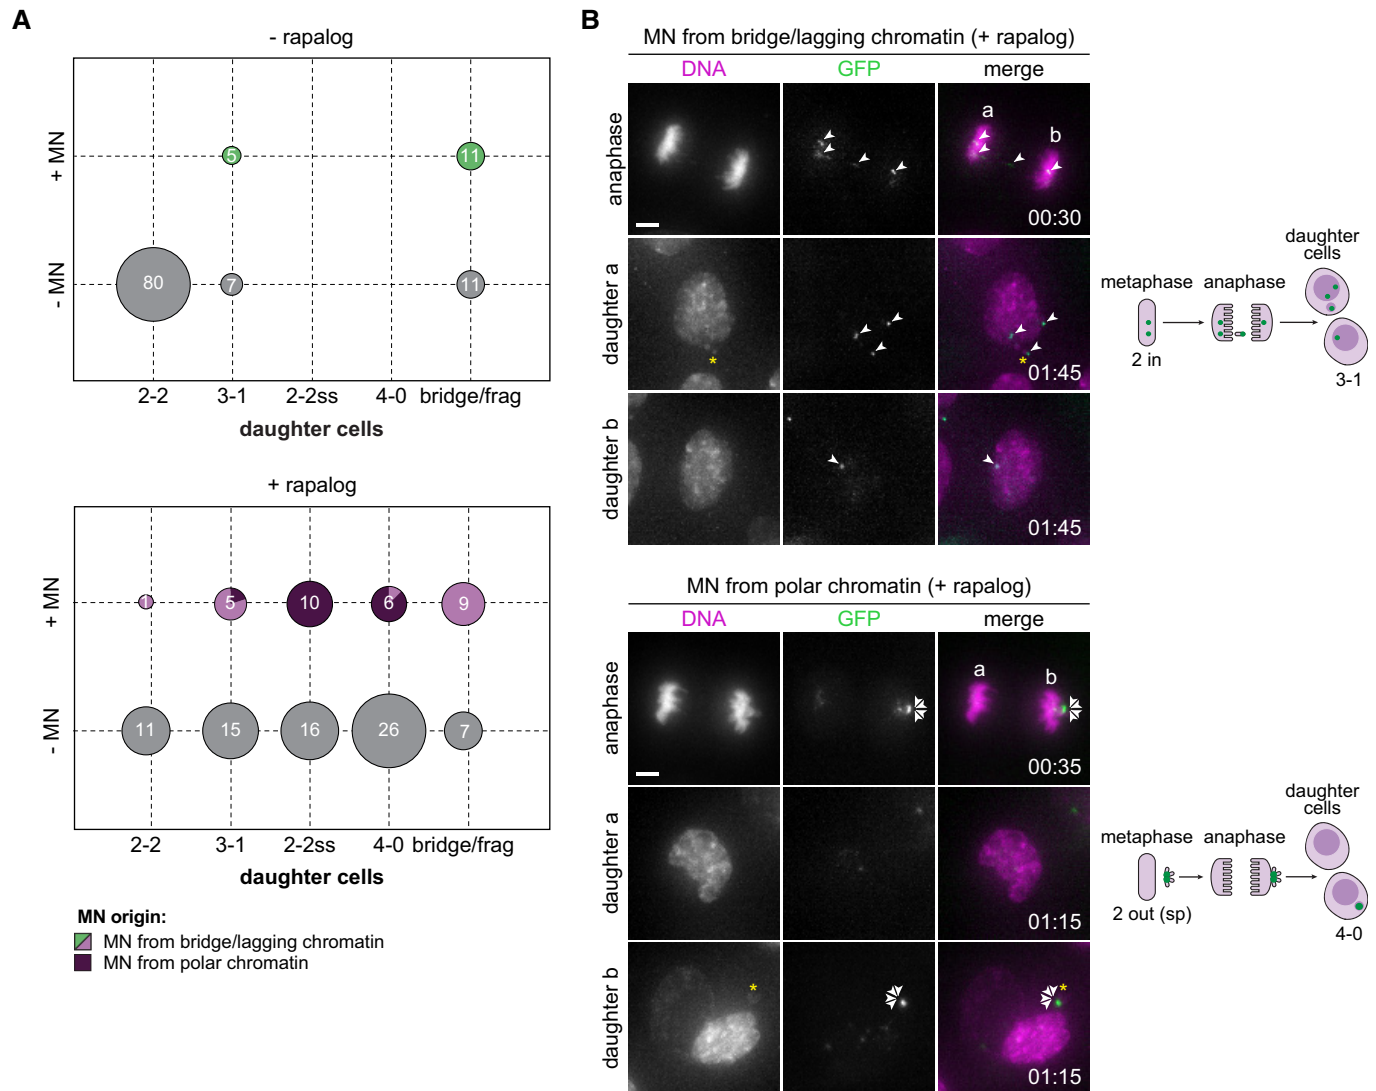 A
- rapalog
+ MN
5
11
- MN
80
7
11
2-2 3-1 2-2ss 4-0 bridge/frag
daughter cells
+ rapalog
+ MN
1
5
10
6
9
- MN
11
15
16
26
7
2-2 3-1 2-2ss 4-0 bridge/frag
daughter cells
MN origin:
MN from bridge/lagging chromatin
MN from polar chromatin
B
MN from bridge/lagging chromatin (+ rapalog)
DNA GFP merge
anaphase
a
b
00:30
daughter a
*
*
01:45
daughter b
01:45
metaphase
anaphase
daughter
cells
2 in
3-1
MN from polar chromatin (+ rapalog)
DNA GFP merge
anaphase
a
b
00:35
daughter a
01:15
daughter b
*
*
01:15
metaphase
anaphase
daughter
cells
2 out (sp)
4-0